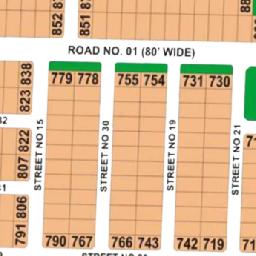 852
851
ROAD NO. 01 (80' WIDE)
779 778
755 754
731 730
823 838
STREET NO 15
STREET NO 30
STREET NO 19
STREET NO 21
807 822
791 806
790 767
766 743
742 719